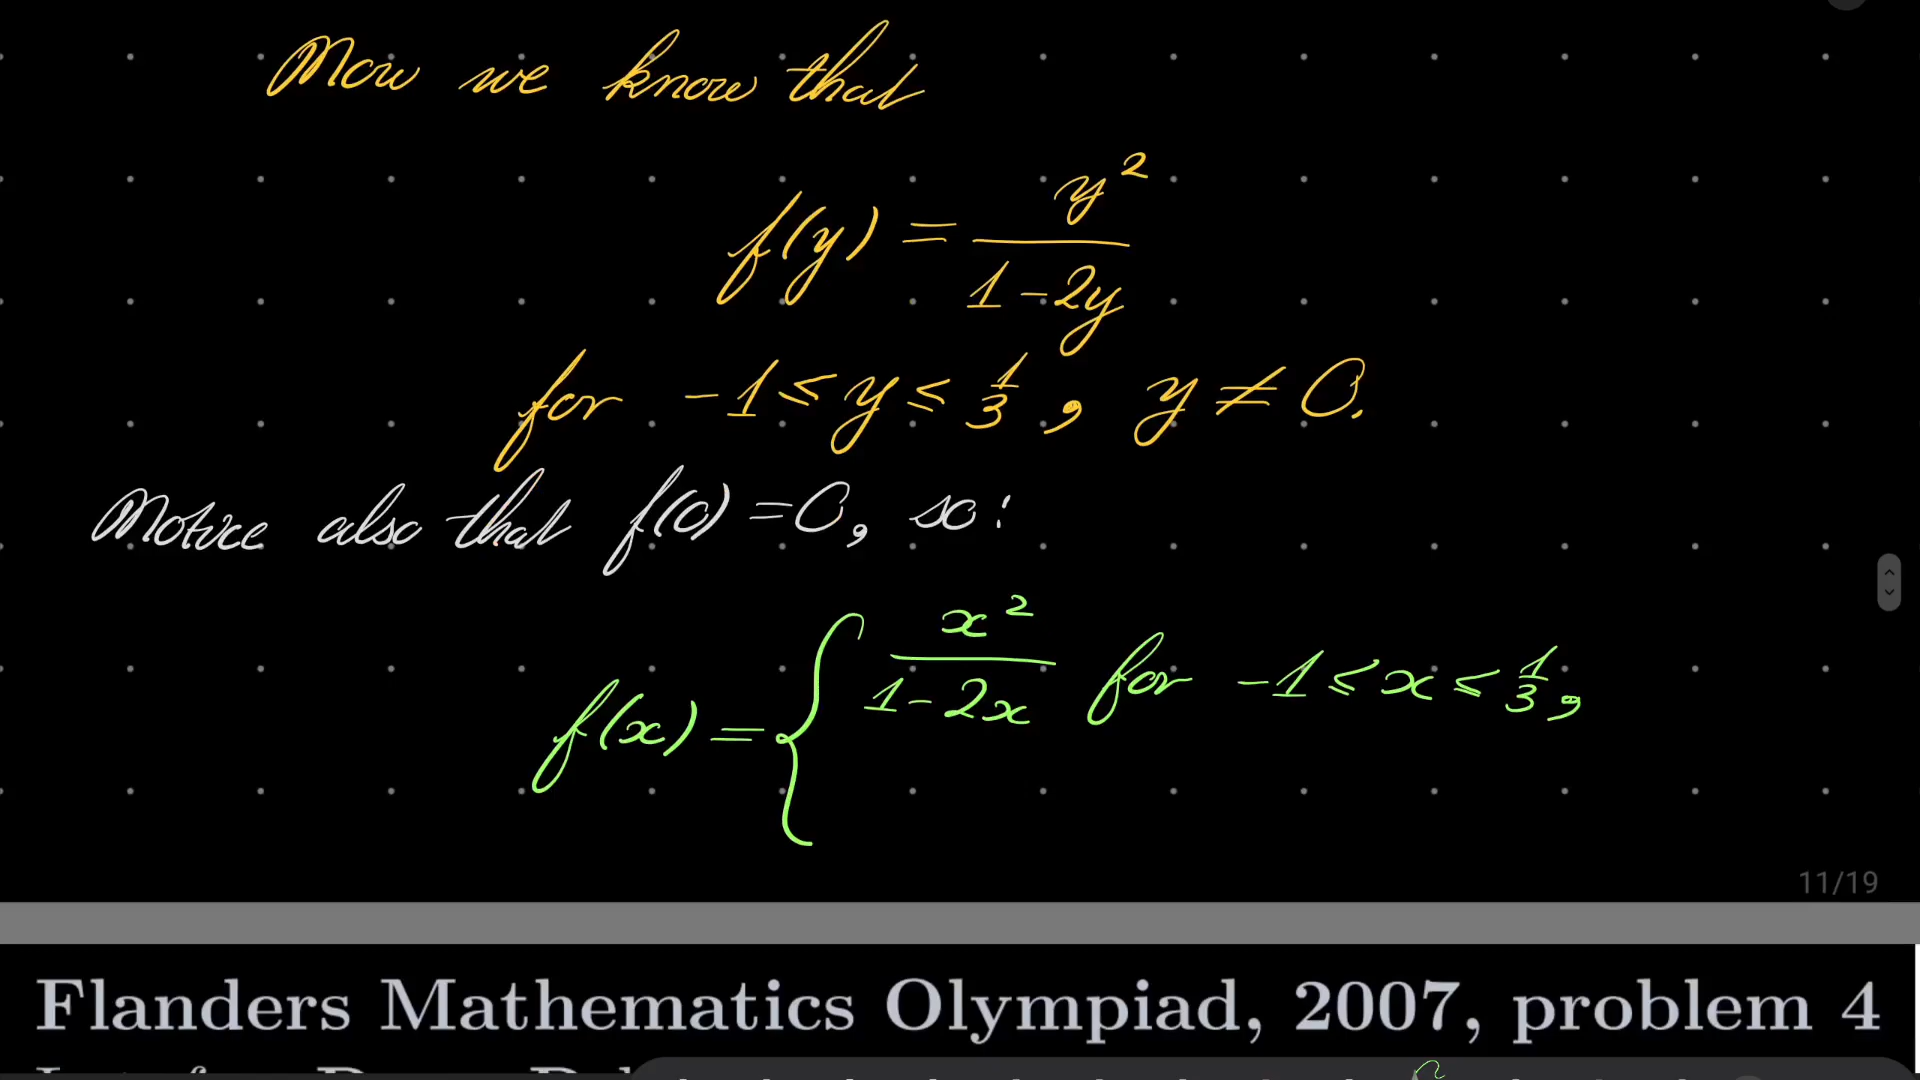 Now we know that
f(y) = y² / (1 - 2y)
for -1 ≤ y ≤ 1/3, y ≠ 0.
Notice also that f(0) = 0, so:
f(x) = { x² / (1 - 2x) for -1 ≤ x ≤ 1/3,
11/19
Flanders Mathematics Olympiad, 2007, problem 4